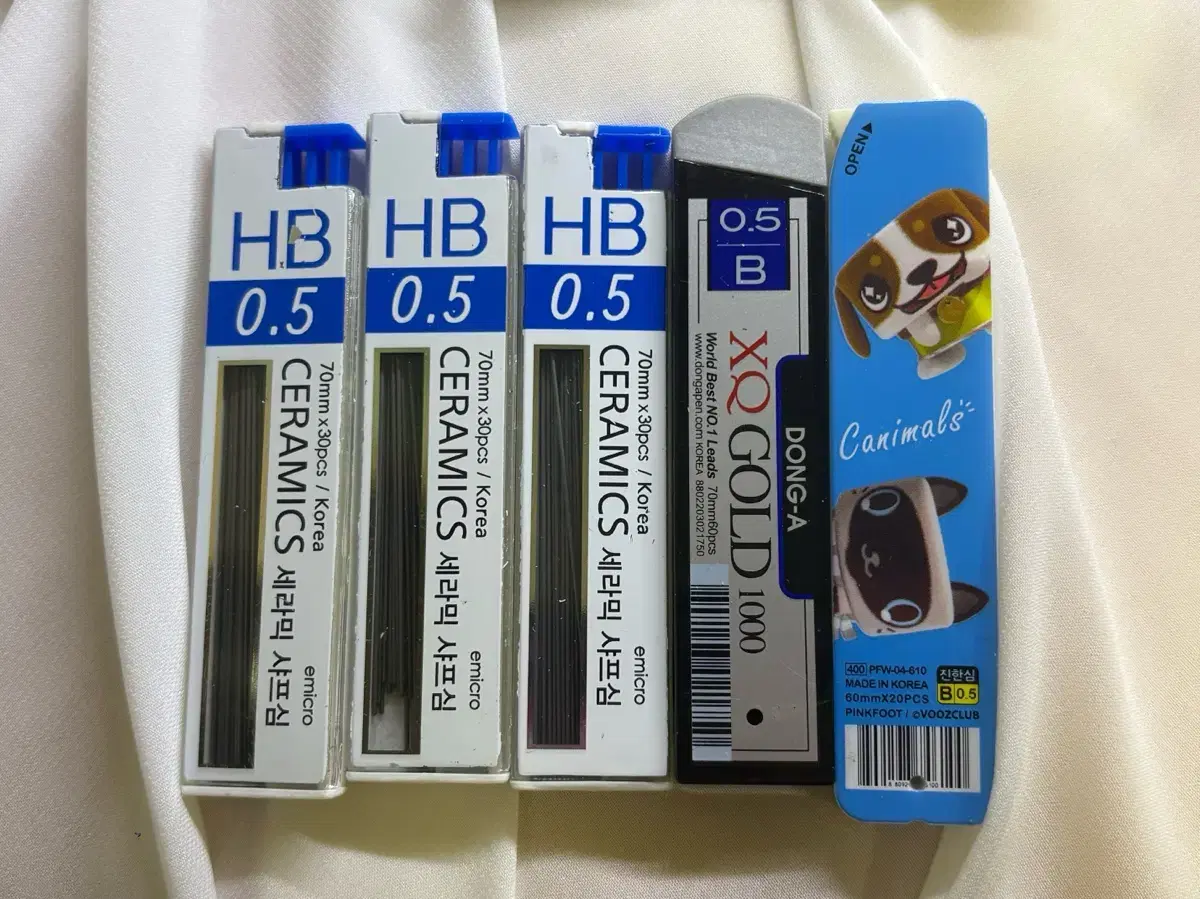 HB
0.5
70mm x30pcs / Korea
CERAMICS 세라믹 샤프심
emicro
HB
0.5
70mm x30pcs / Korea
CERAMICS 세라믹 샤프심
emicro
HB
0.5
70mm x30pcs / Korea
CERAMICS 세라믹 샤프심
emicro
0.5
B
DONG-A
XQ GOLD 1000
World Best NO.1 Leads 70mm60pcs
www.dongapen.com KOREA 8802203021750
OPEN▲
Canimals
400 PFW-04-610
MADE IN KOREA
60mmX20PCS
PINKFOOT / ©VOOZCLUB
진한심
B 0.5